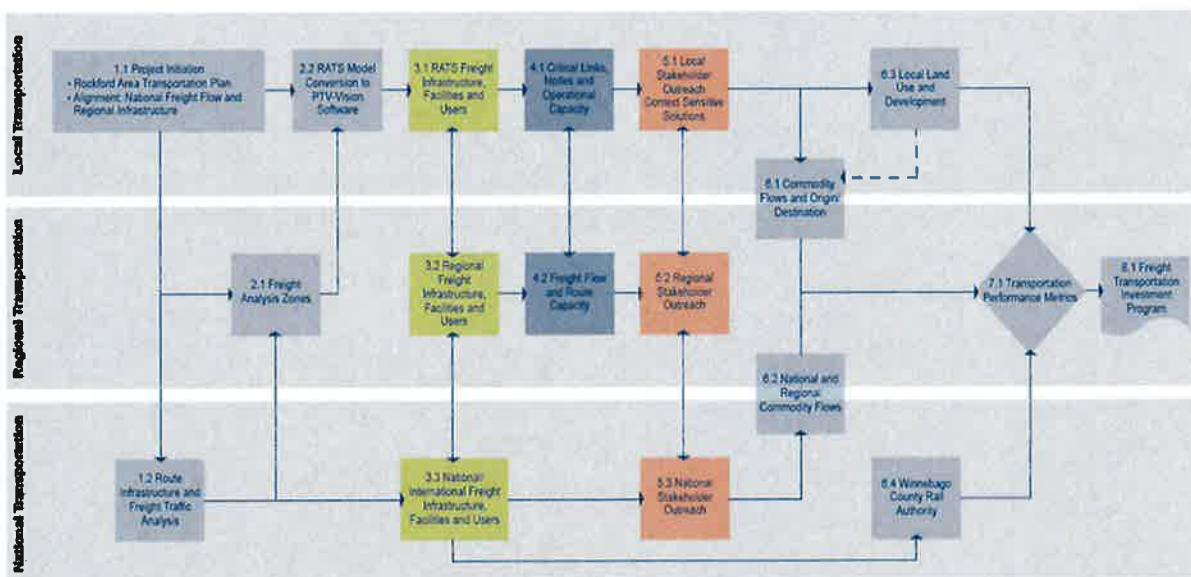 Local Transportation
1.1 Project Initiation
• Rockford Area Transportation Plan
• Alignment: National Freight Flow and
Regional Infrastructure
2.2 RATS Model
Conversion to
PTV-Vision
Software
3.1 RATS Freight
Infrastructure,
Facilities and
Users
4.1 Critical Links,
Nodes and
Operational
Capacity
5.1 Local
Stakeholder
Outreach
Context Sensitive
Solutions
6.3 Local Land
Use and
Development
6.1 Commodity
Flows and Origin/
Destination
Regional Transportation
2.1 Freight
Analysis Zones
3.2 Regional
Freight
Infrastructure,
Facilities and
Users
4.2 Freight Flow
and Route
Capacity
5.2 Regional
Stakeholder
Outreach
7.1 Transportation
Performance Metrics
8.1 Freight
Transportation
Investment
Program
6.2 National and
Regional
Commodity Flows
National Transportation
1.2 Route
Infrastructure and
Freight Traffic
Analysis
3.3 National/
International Freight
Infrastructure,
Facilities and Users
5.3 National
Stakeholder
Outreach
6.4 Winnebago
County Rail
Authority